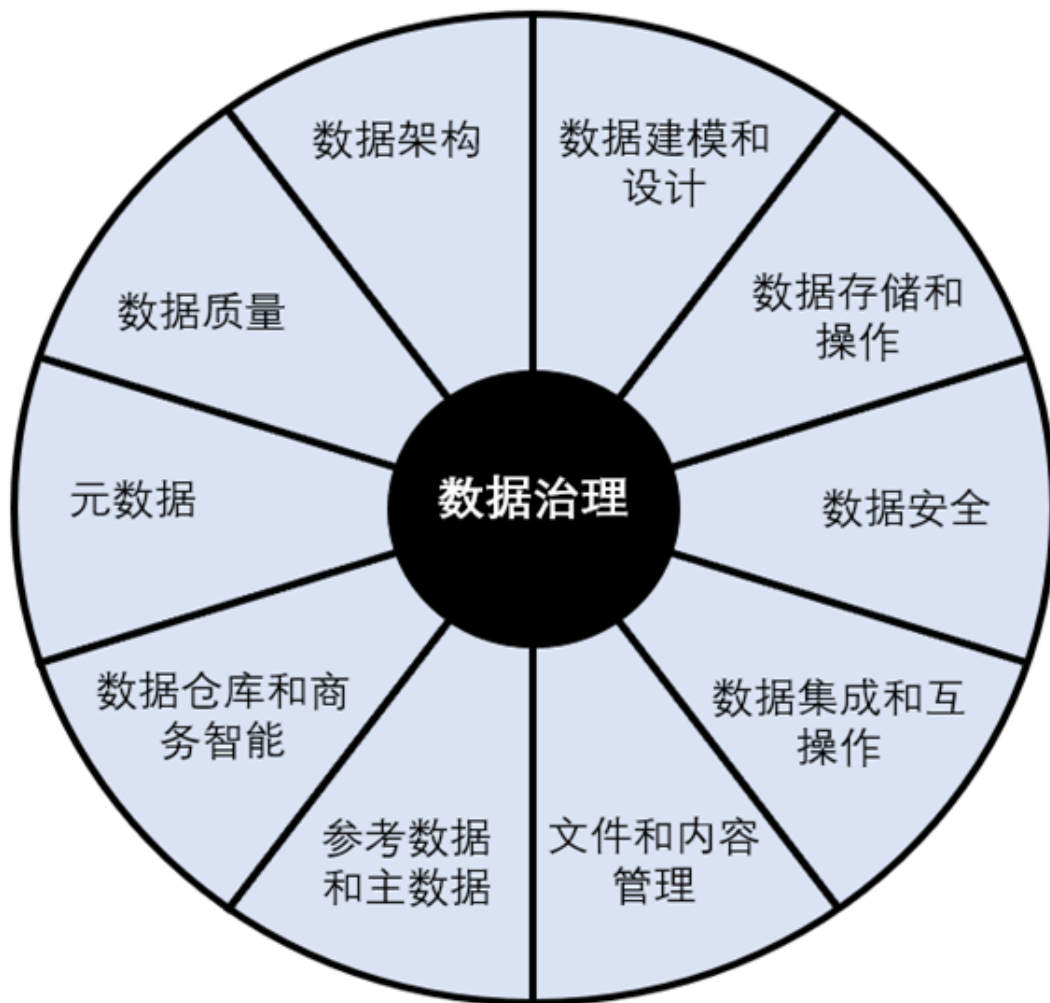 数据架构
数据建模和
设计
数据存储和
操作
数据安全
数据集成和互
操作
文件和内容
管理
参考数据
和主数据
数据仓库和商
务智能
元数据
数据质量
数据治理